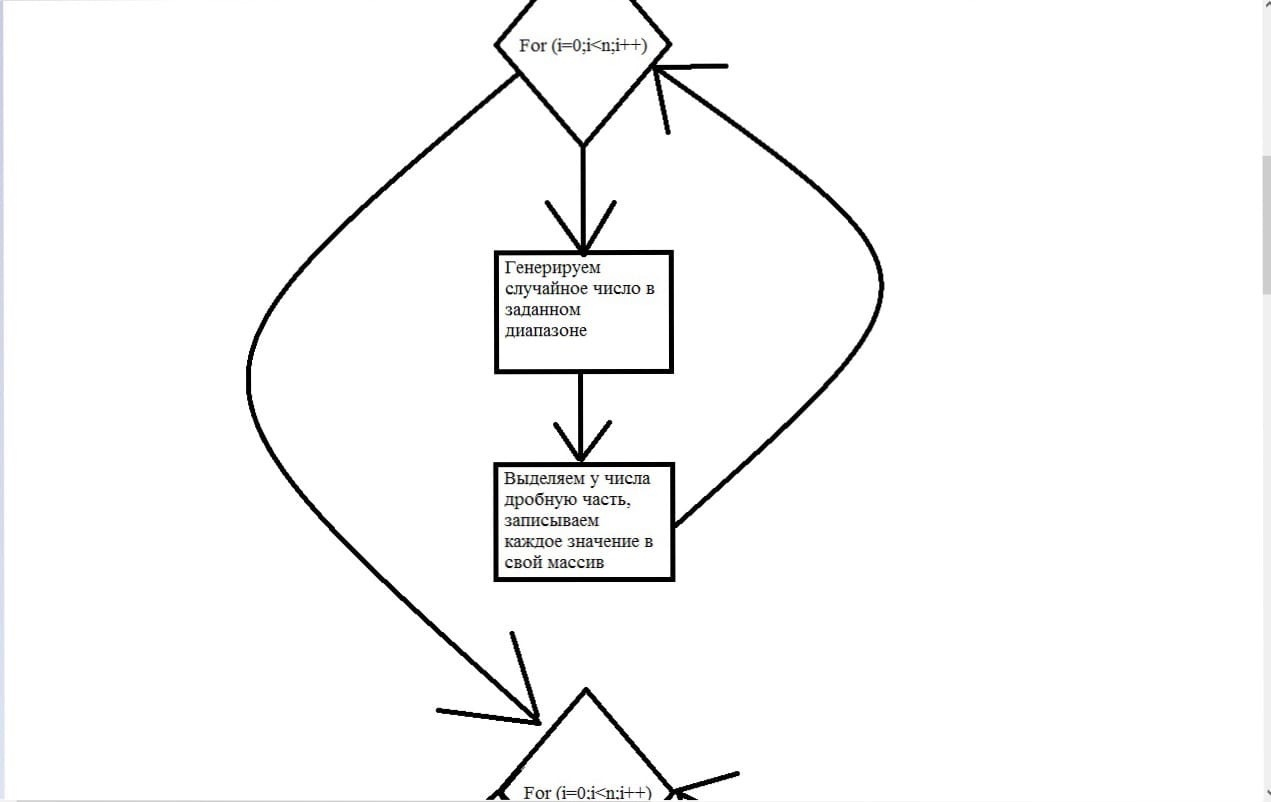 For (i=0;i<n;i++)
Генерируем
случайное число в
заданном
диапазоне
Выделяем у числа
дробную часть,
записываем
каждое значение в
свой массив
For (i=0;i<n;i++)